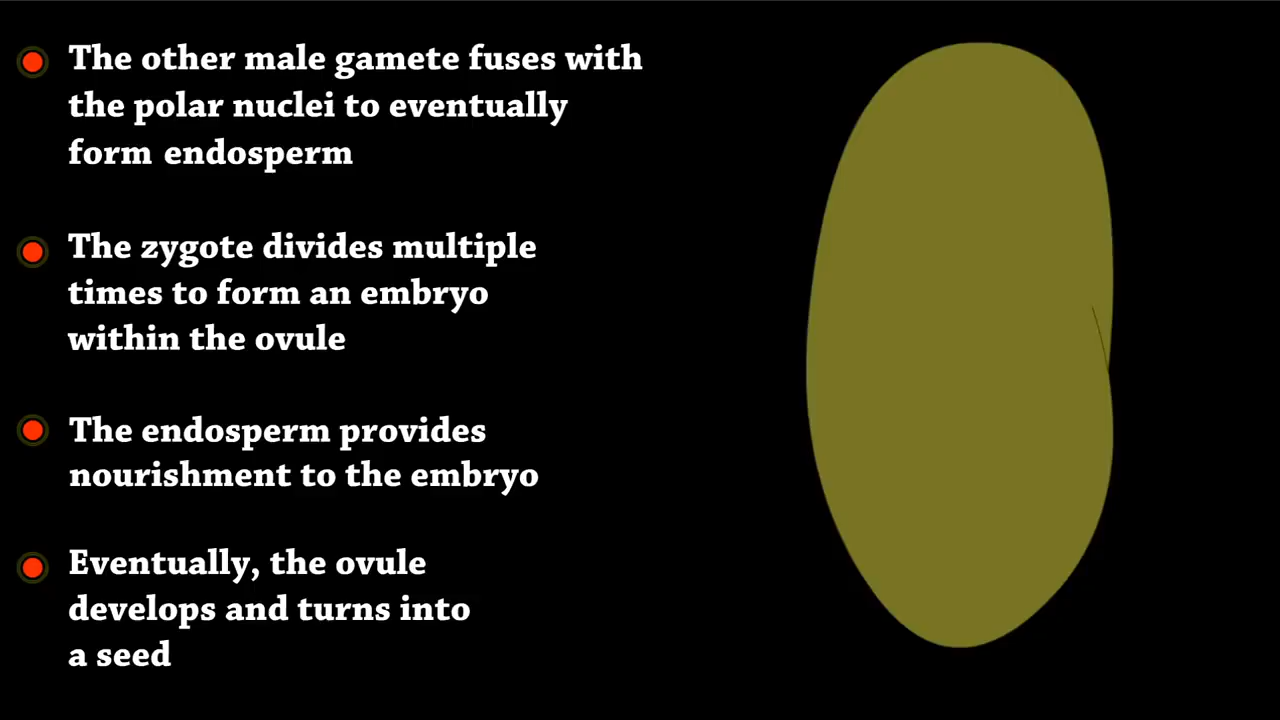 The other male gamete fuses with
the polar nuclei to eventually
form endosperm
The zygote divides multiple
times to form an embryo
within the ovule
The endosperm provides
nourishment to the embryo
Eventually, the ovule
develops and turns into
a seed